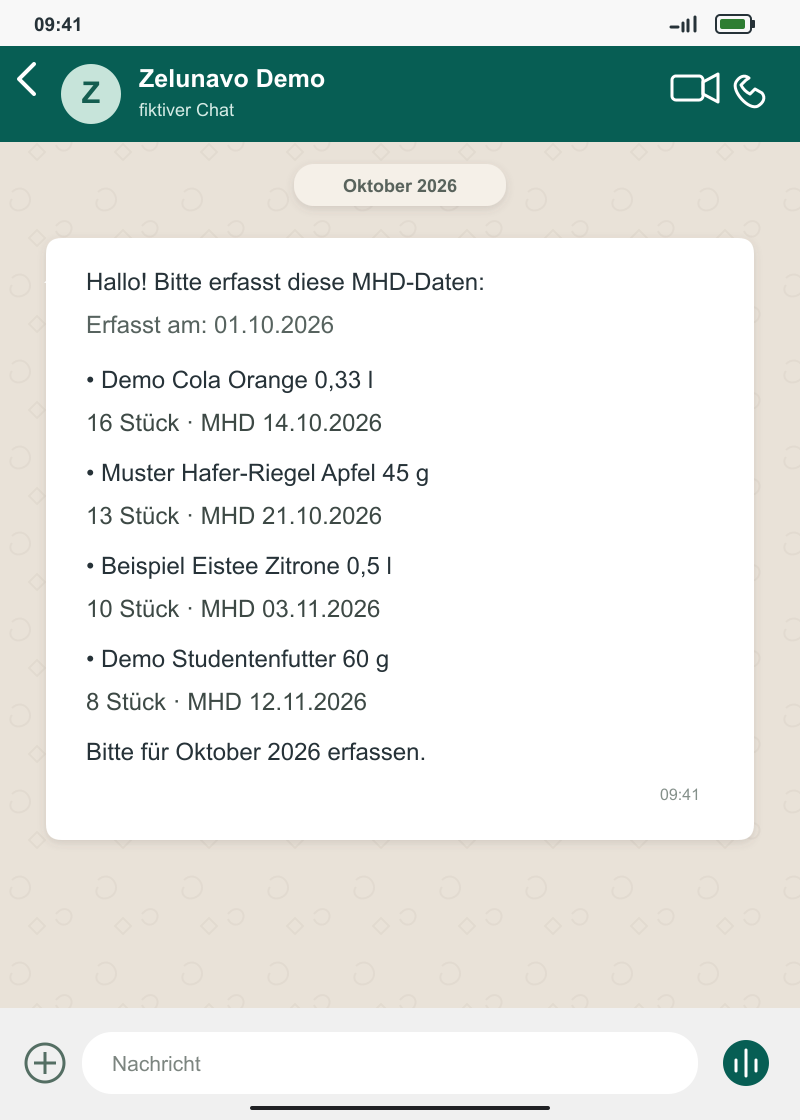 09:41
Z
Zelunavo Demo
fiktiver Chat
Oktober 2026
Hallo! Bitte erfasst diese MHD-Daten:
Erfasst am: 01.10.2026
• Demo Cola Orange 0,33 l
16 Stück · MHD 14.10.2026
• Muster Hafer-Riegel Apfel 45 g
13 Stück · MHD 21.10.2026
• Beispiel Eistee Zitrone 0,5 l
10 Stück · MHD 03.11.2026
• Demo Studentenfutter 60 g
8 Stück · MHD 12.11.2026
Bitte für Oktober 2026 erfassen.
09:41
Nachricht